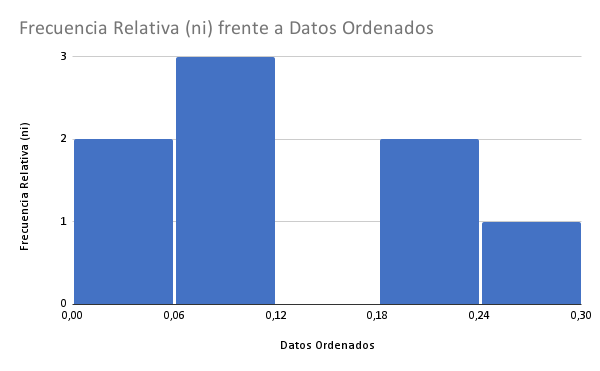 Frecuencia Relativa (ni) frente a Datos Ordenados
3
2
1
0
Frecuencia Relativa (ni)
0,00 0,06 0,12 0,18 0,24 0,30
Datos Ordenados